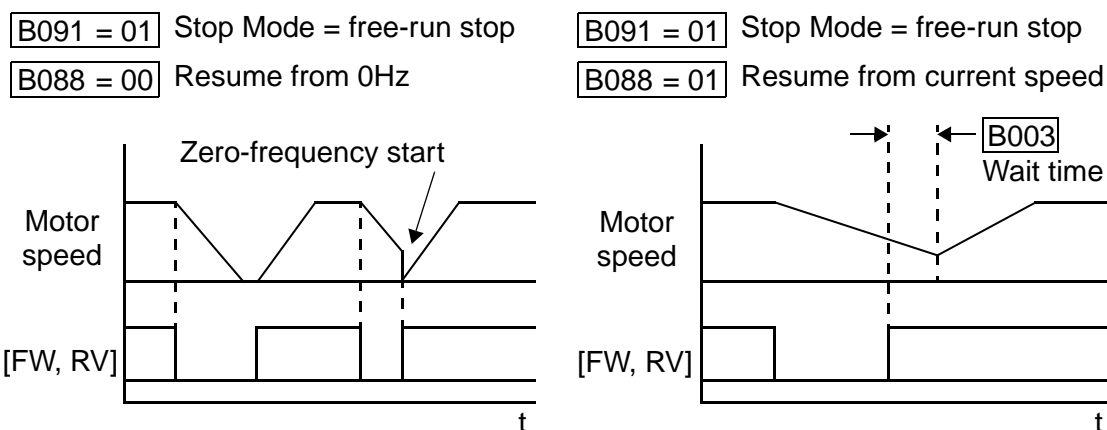 B091 = 01 Stop Mode = free-run stop
B088 = 00 Resume from 0Hz
Zero-frequency start
Motor
speed
[FW, RV]
t
B091 = 01 Stop Mode = free-run stop
B088 = 01 Resume from current speed
B003
Wait time
Motor
speed
[FW, RV]
t